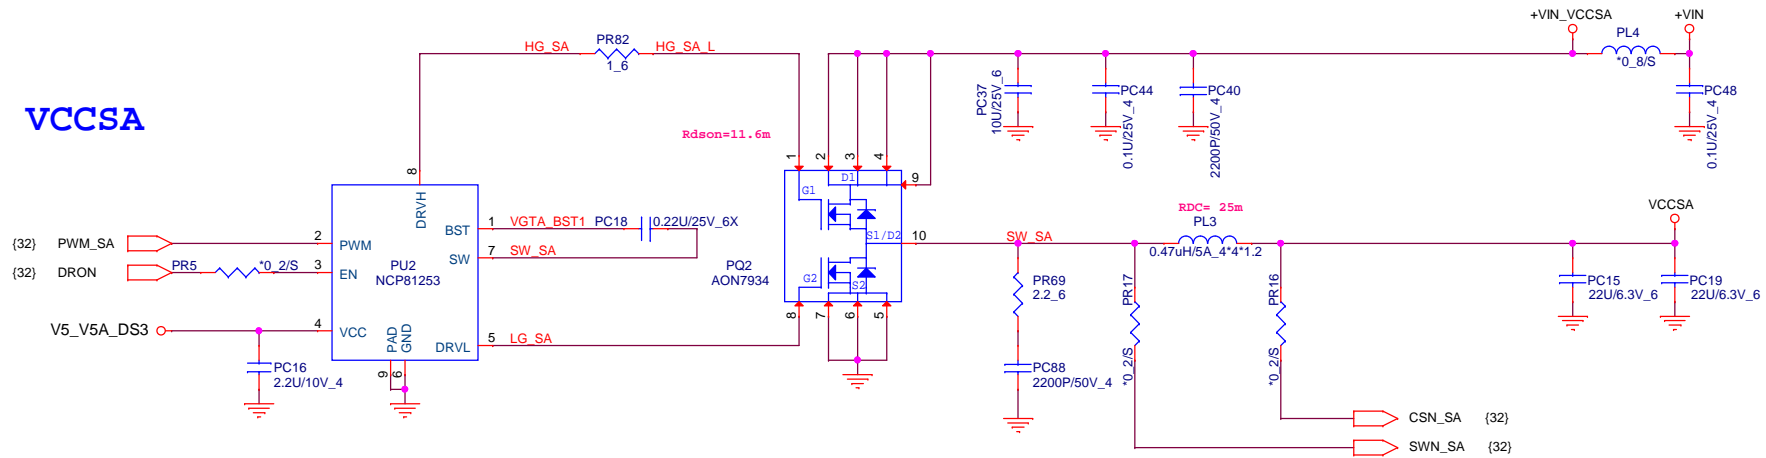 +VIN_VCCSA
+VIN
PL4
*0_8/S
HG_SA
PR82
1_6
HG_SA_L
PC37
10U/25V_6
PC44
0.1U/25V_4
PC40
2200P/50V_4
PC48
0.1U/25V_4
VCCSA
Rdson=11.6m
1
2
3
4
8
9
D1
G1
DRVH
1
VGTA_BST1
PC18
0.22U/25V_6X
BST
S1/D2
10
SW_SA
RDC= 25m
PL3
0.47uH/5A_4*4*1.2
VCCSA
{32}
PWM_SA
2
PWM
7
SW_SA
SW
{32}
DRON
PR5
*0_2/S
3
EN
PU2
NCP81253
PQ2
AON7934
G2
S2
PR69
2.2_6
PR17
*0_2/S
PR16
*0_2/S
PC15
22U/6.3V_6
PC19
22U/6.3V_6
V5_V5A_DS3
4
VCC
PAD
GND
DRVL
5
LG_SA
8
7
6
5
PC16
2.2U/10V_4
9
6
PC88
2200P/50V_4
CSN_SA
{32}
SWN_SA
{32}